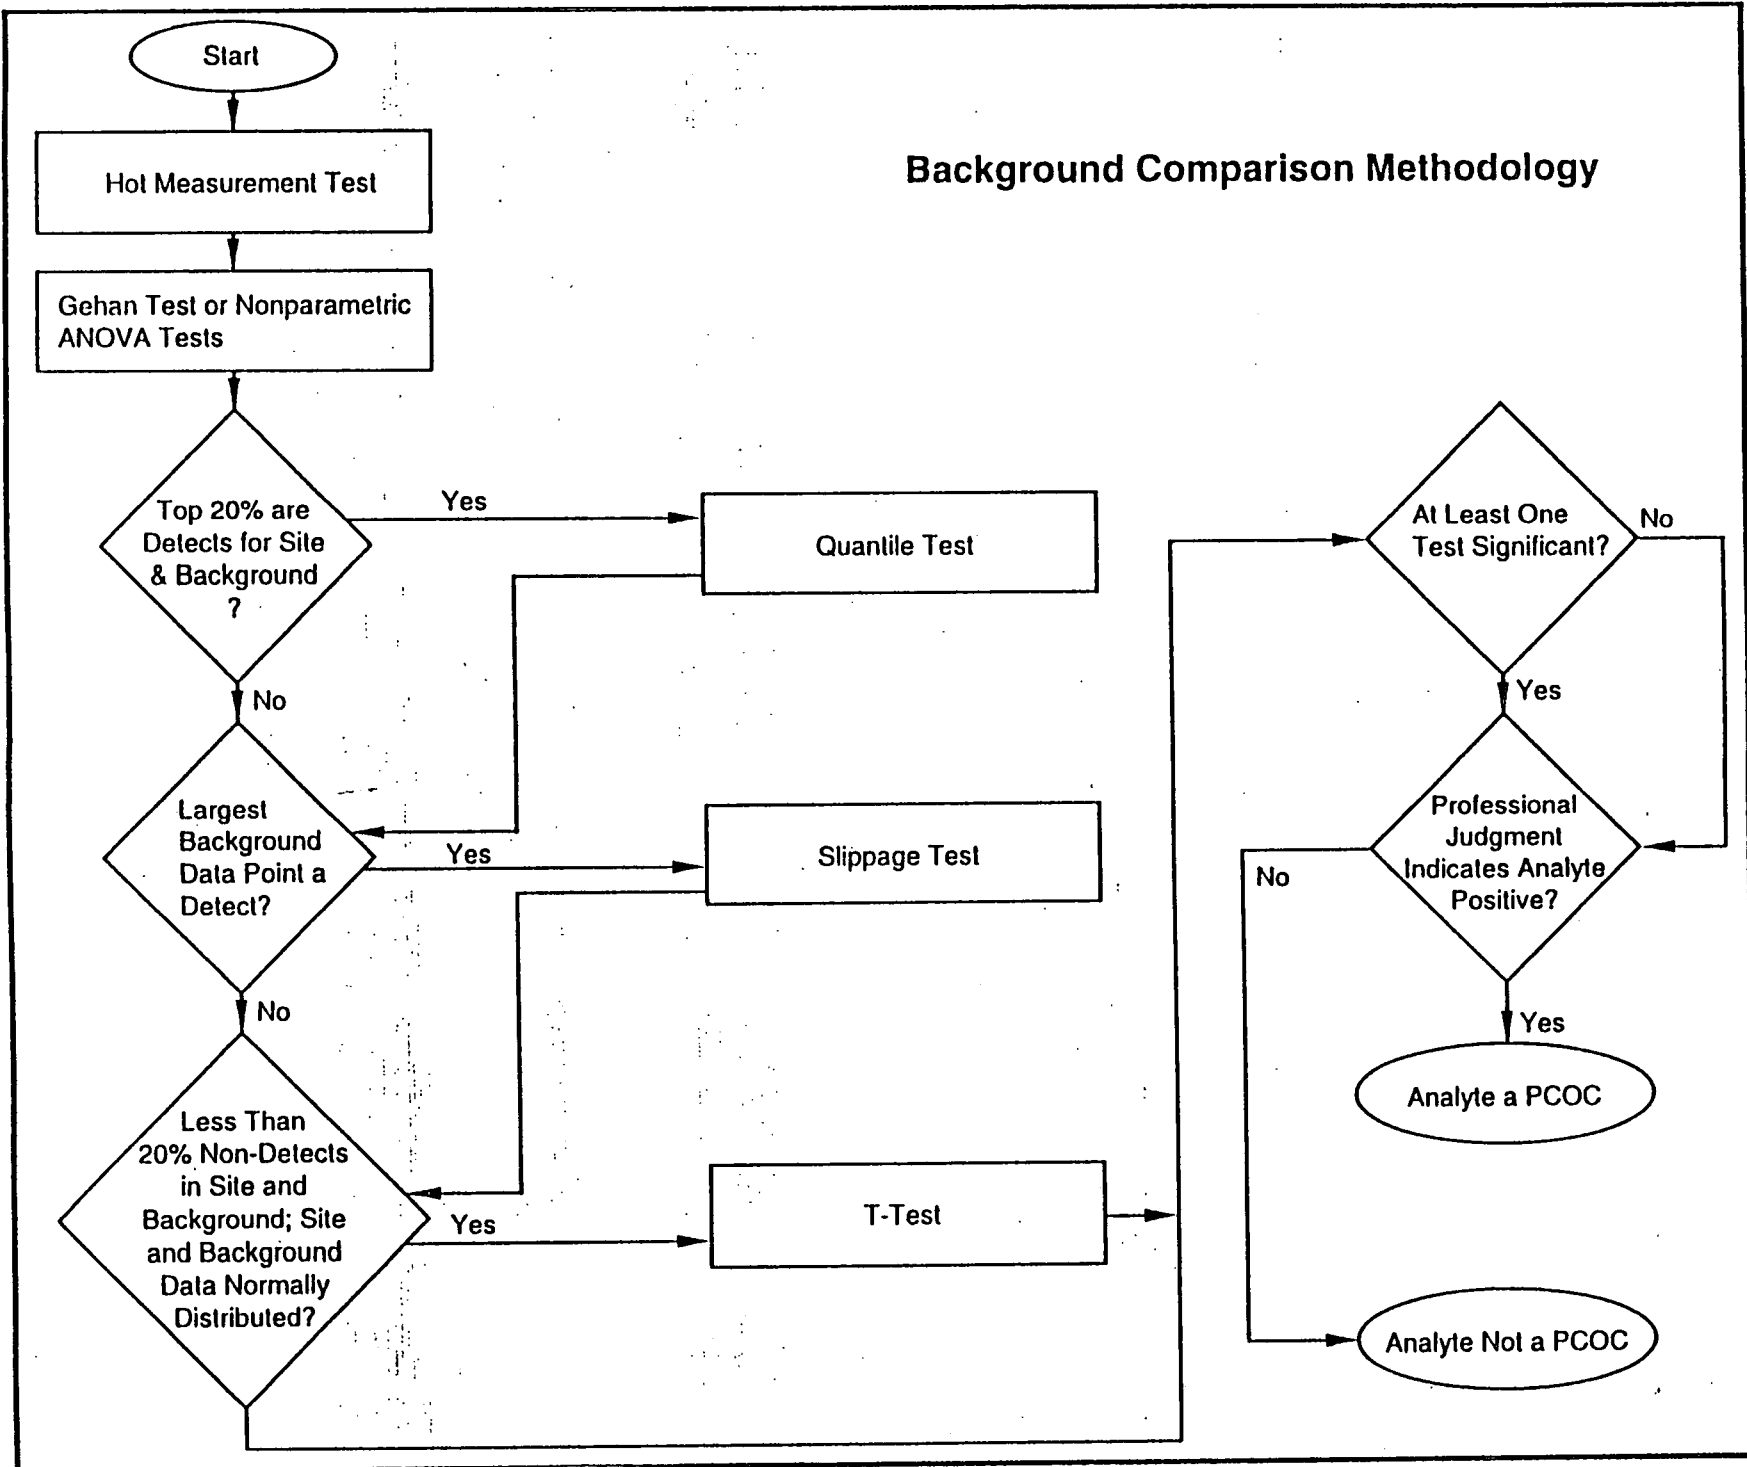 Start
Hot Measurement Test
Background Comparison Methodology
Gehan Test or Nonparametric
ANOVA Tests
Top 20% are
Detects for Site
& Background
?
Yes
No
Quantile Test
Largest
Background
Data Point a
Detect?
Yes
No
Slippage Test
Less Than
20% Non-Detects
in Site and
Background; Site
and Background
Data Normally
Distributed?
Yes
T-Test
At Least One
Test Significant?
No
Yes
Professional
Judgment
Indicates Analyte
Positive?
No
Yes
Analyte a PCOC
Analyte Not a PCOC